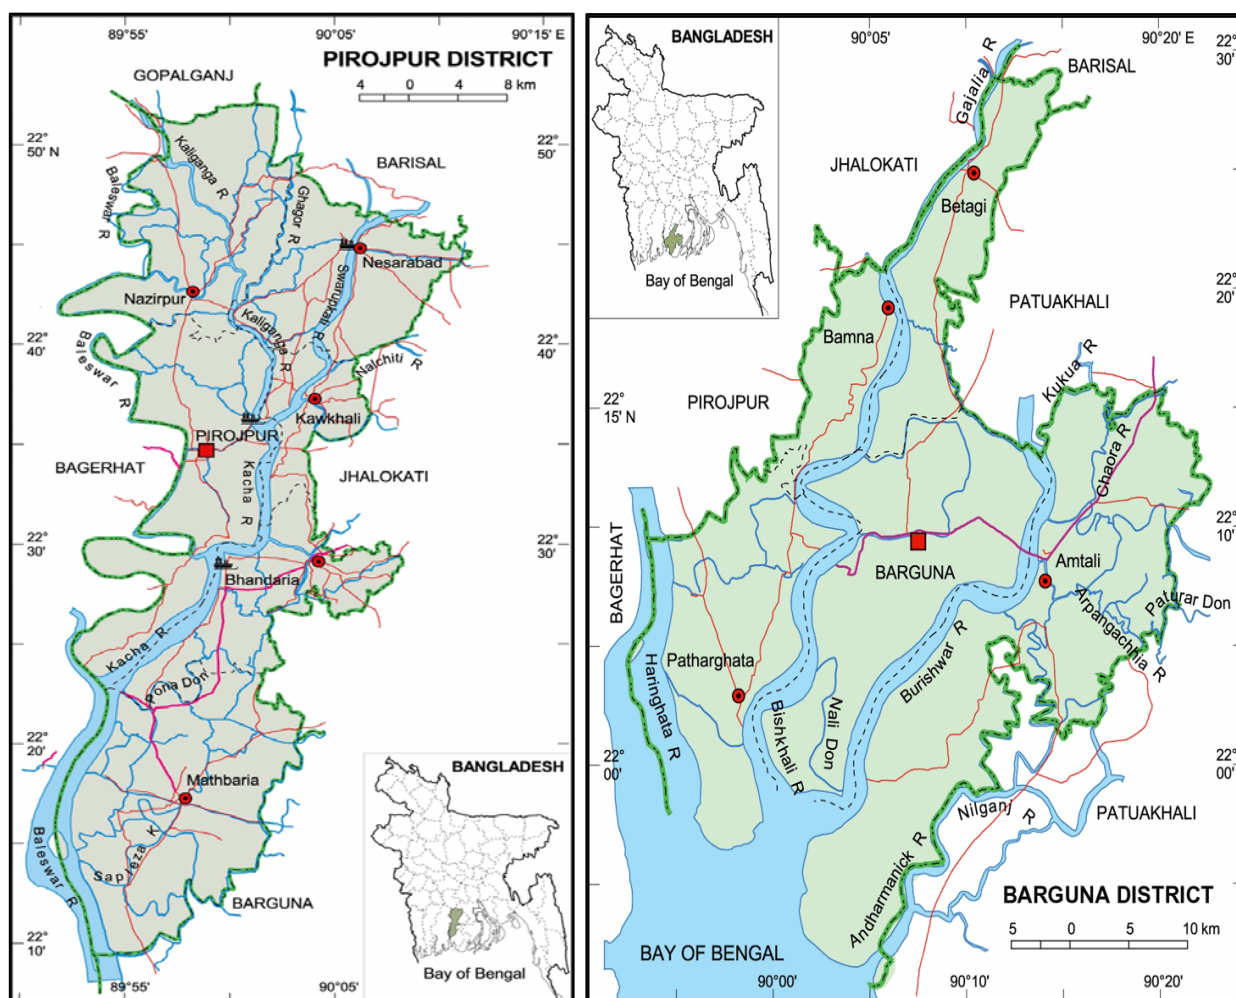 89°55'
90°05'
90°15' E
PIROJPUR DISTRICT
4 0 4 8 km
GOPALGANJ
22°
50' N
22°
50'
BARISAL
Kaliganga R
Baleswar R
Ghagor R
Nesarabad
Swarupkali R
Nazirpur
Kaliganga R
22°
40'
22°
40'
Baleswar R
Nalchiti R
Kawkhali
PIROJPUR
BAGERHAT
JHALOKATI
Kacha R
22°
30'
22°
30'
Bhandaria
Kacha R
Pona Don
22°
20'
Mathbaria
BANGLADESH
Baleswar R
Sapleza K
BARGUNA
22°
10'
Bay of Bengal
89°55'
90°05'
BANGLADESH
Bay of Bengal
90°05'
90°20' E
22°
30'
Gajalia R
BARISAL
JHALOKATI
Betagi
PATUAKHALI
22°
20'
Bamna
Kukua R
PIROJPUR
22°
15' N
Chaora R
22°
10'
BAGERHAT
BARGUNA
Amtali
Arpangachhia R
Paturar Don
Patharghata
Haringhata R
Burishwar R
Bishkhali R
Nali Don
22°
00'
22°
00'
Nilganj R
PATUAKHALI
Andharmanick R
BARGUNA DISTRICT
5 0 5 10 km
BAY OF BENGAL
90°00'
90°10'
90°20'